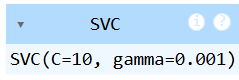 ▾ SVC i ?
SVC(C=10, gamma=0.001)